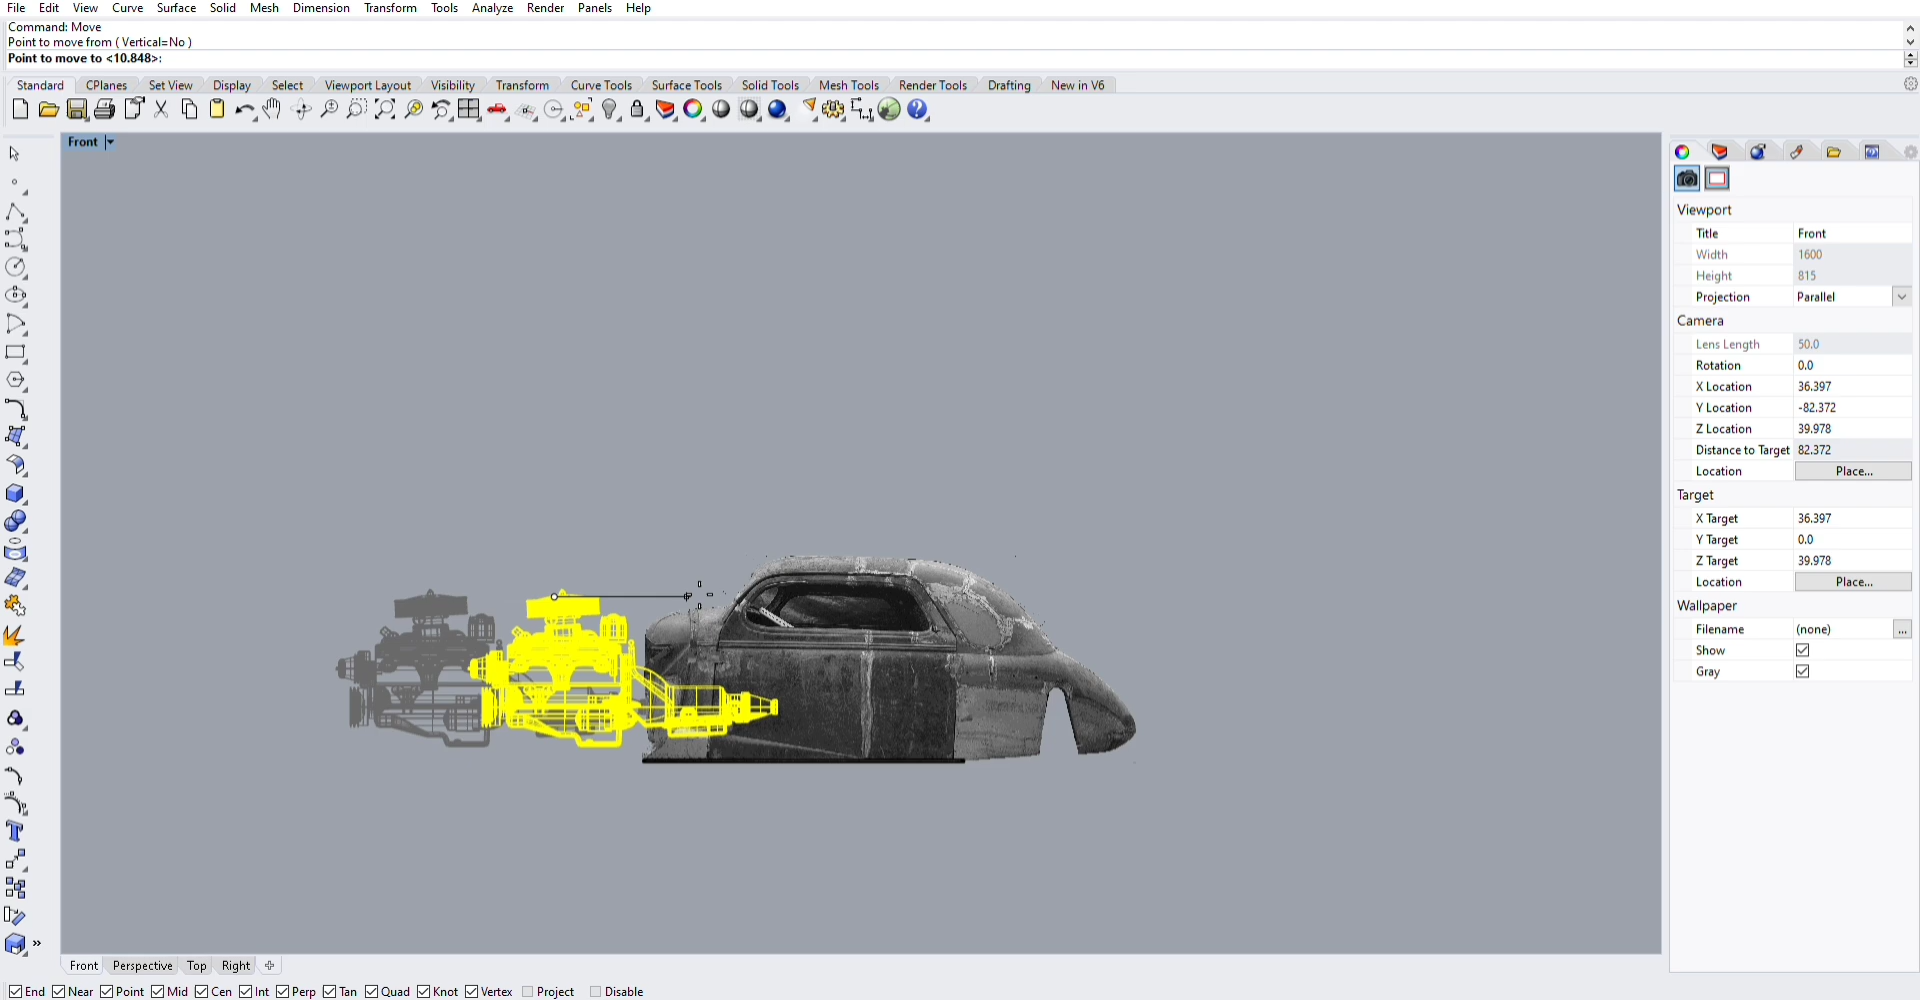 File Edit View Curve Surface Solid Mesh Dimension Transform Tools Analyze Render Panels Help
Command: Move
Point to move from ( Vertical=No )
Point to move to <10.848>:
Standard CPlanes Set View Display Select Viewport Layout Visibility Transform Curve Tools Surface Tools Solid Tools Mesh Tools Render Tools Drafting New in V6
Front
Viewport
Title Front
Width 1600
Height 815
Projection Parallel
Camera
Lens Length 50.0
Rotation 0.0
X Location 36.397
Y Location -82.372
Z Location 39.978
Distance to Target 82.372
Location Place...
Target
X Target 36.397
Y Target 0.0
Z Target 39.978
Location Place...
Wallpaper
Filename (none) ...
Show
Gray
Front Perspective Top Right
End Near Point Mid Cen Int Perp Tan Quad Knot Vertex Project Disable